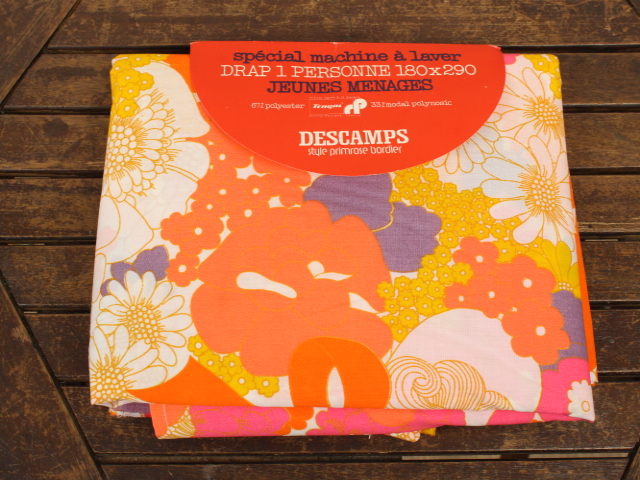 spécial machine à laver
DRAP 1 PERSONNE 180x290
JEUNES MENAGES
67% polyester 33% modal polynosic
DESCAMPS
style primrose bordier